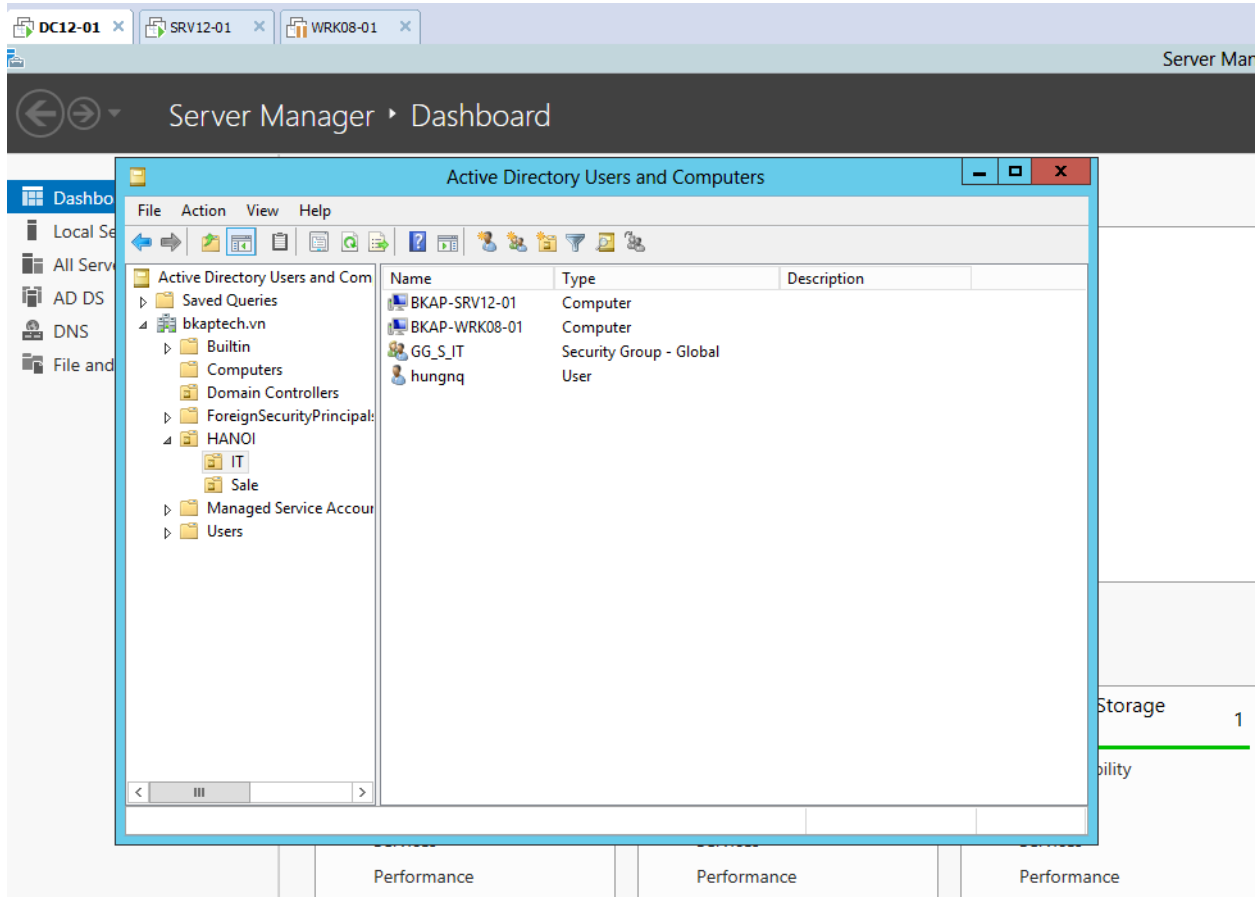 DC12-01 SRV12-01 WRK08-01
Server Mar
Server Manager Dashboard
Active Directory Users and Computers
X
File Action View Help
Dashbo
Local Se
All Serve
AD DS
DNS
File and
Active Directory Users and Com
Saved Queries
bkaptech.vn
Builtin
Computers
Domain Controllers
ForeignSecurityPrincipals
HANOI
IT
Sale
Managed Service Accour
Users
Name Type Description
BKAP-SRV12-01 Computer
BKAP-WRK08-01 Computer
GG_S_IT Security Group - Global
hungnq User
Storage
1
bility
Performance Performance Performance